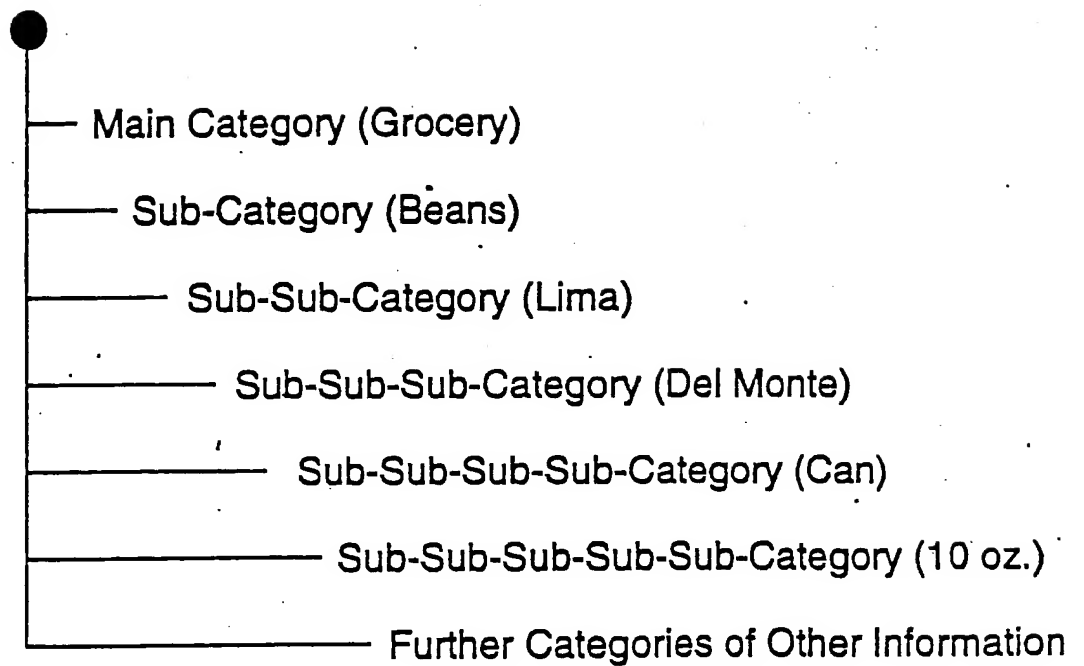 Main Category (Grocery)
Sub-Category (Beans)
Sub-Sub-Category (Lima)
Sub-Sub-Sub-Category (Del Monte)
Sub-Sub-Sub-Sub-Category (Can)
Sub-Sub-Sub-Sub-Sub-Category (10 oz.)
Further Categories of Other Information